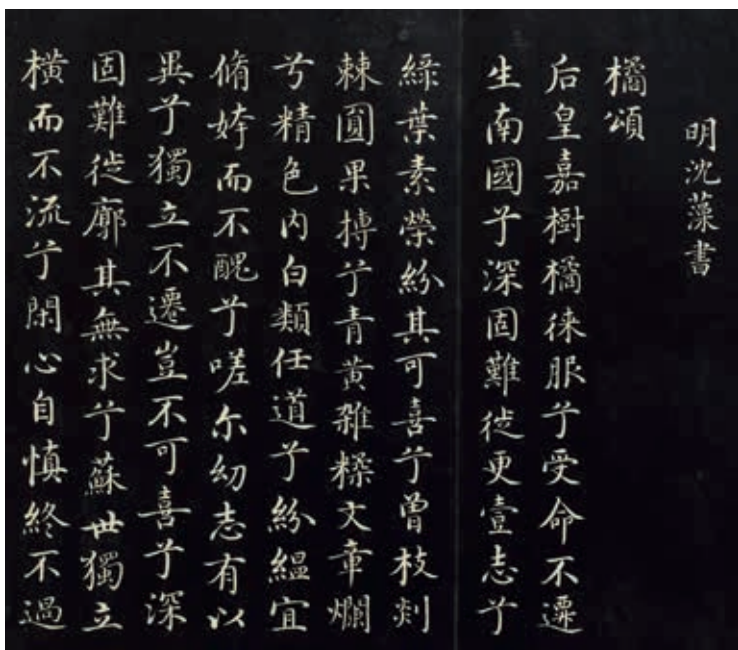 明沈藻書
橘頌
后皇嘉樹橘徠服兮受命不遷
生南國兮深固難徙更壹志兮
綠葉素榮紛其可喜兮曾枝剡
棘圓果摶兮青黃雜糅文章爛
兮精色內白類任道兮紛縕宜
脩姱而不醜兮嗟尒幼志有以
異兮獨立不遷豈不可喜兮深
固難徙廓其無求兮蘇世獨立
橫而不流兮閑心自慎終不過